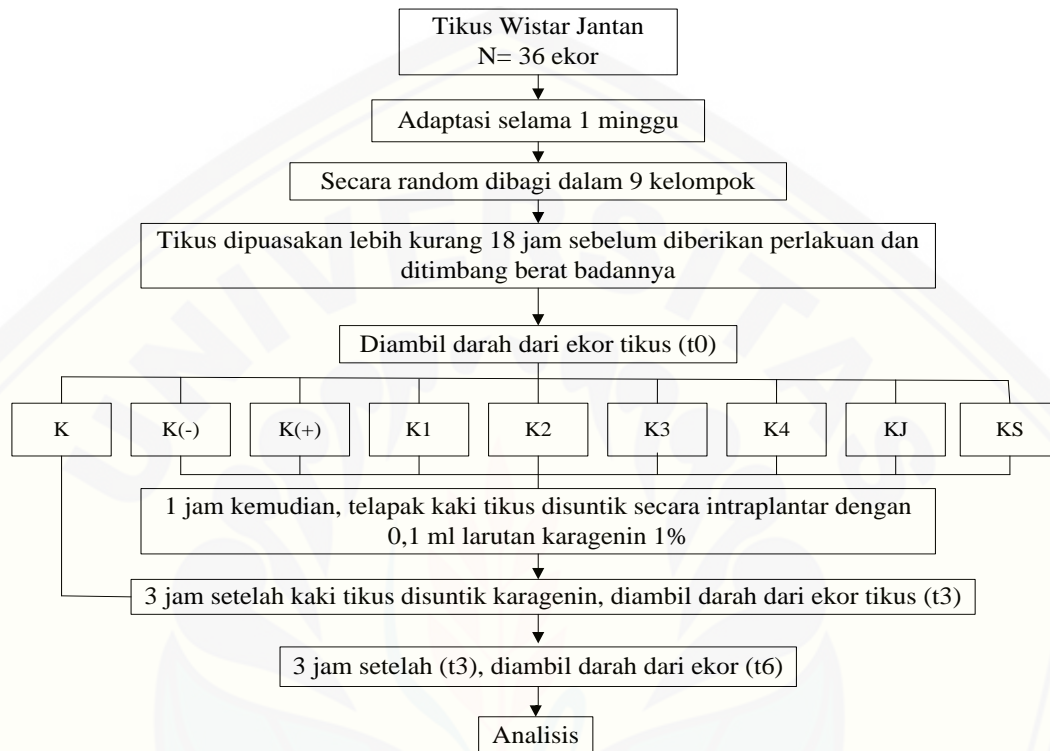 Tikus Wistar Jantan
N= 36 ekor
Adaptasi selama 1 minggu
Secara random dibagi dalam 9 kelompok
Tikus dipuasakan lebih kurang 18 jam sebelum diberikan perlakuan dan
ditimbang berat badannya
Diambil darah dari ekor tikus (t0)
K K(-) K(+) K1 K2 K3 K4 KJ KS
1 jam kemudian, telapak kaki tikus disuntik secara intraplantar dengan
0,1 ml larutan karagenin 1%
3 jam setelah kaki tikus disuntik karagenin, diambil darah dari ekor tikus (t3)
3 jam setelah (t3), diambil darah dari ekor (t6)
Analisis
UNIVERSITAS